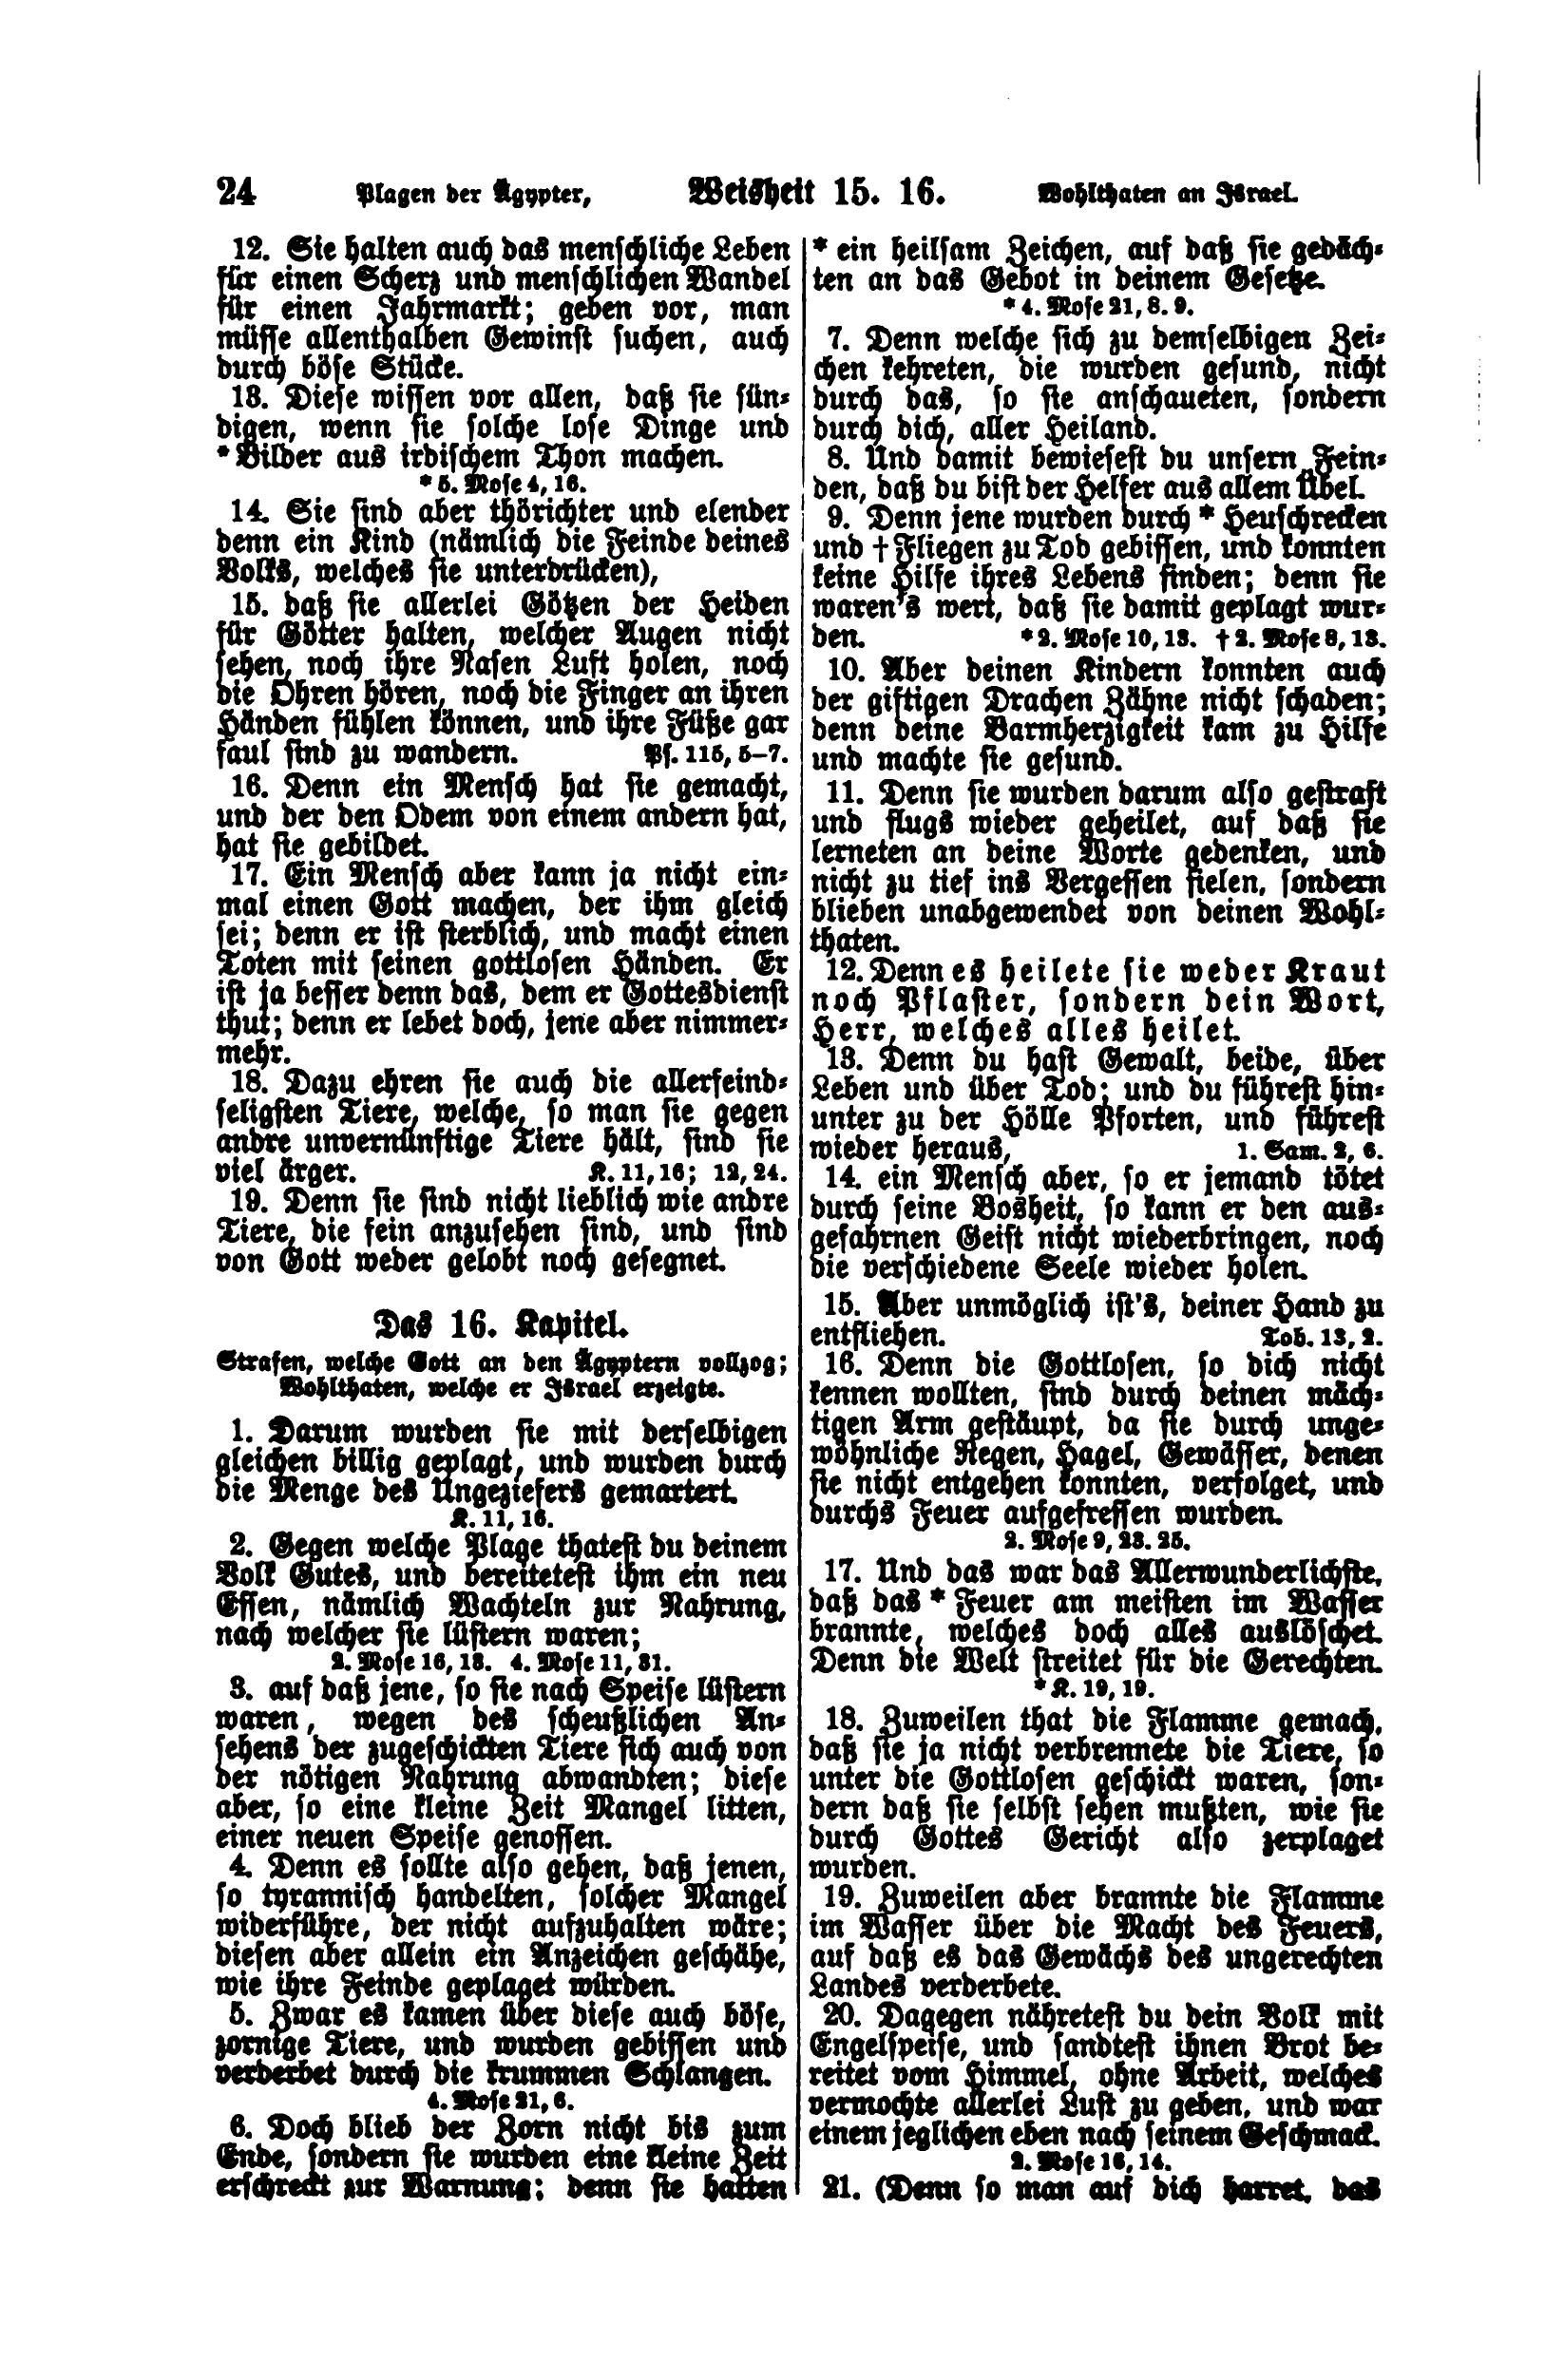 24 Plagen der Ägypter, Weisheit 15. 16. Wohlthaten an Israel.
12. Sie halten auch das menschliche Leben
für einen Scherz und menschlichen Wandel
für einen Jahrmarkt; geben vor, man
müsse allenthalben Gewinst suchen, auch
durch böse Stücke.
13. Diese wissen vor allen, daß sie sün-
digen, wenn sie solche lose Dinge und
*Bilder aus irdischem Thon machen.
*5. Mose 4, 16.
14. Sie sind aber thörichter und elender
denn ein Kind (nämlich die Feinde deines
Volks, welches sie unterdrücken),
15. daß sie allerlei Götzen der Heiden
für Götter halten, welcher Augen nicht
sehen, noch ihre Nasen Luft holen, noch
die Ohren hören, noch die Finger an ihren
Händen fühlen können, und ihre Füße gar
faul sind zu wandern. Ps. 115, 5–7.
16. Denn ein Mensch hat sie gemacht,
und der den Odem von einem andern hat,
hat sie gebildet.
17. Ein Mensch aber kann ja nicht ein-
mal einen Gott machen, der ihm gleich
sei; denn er ist sterblich, und macht einen
Toten mit seinen gottlosen Händen. Er
ist ja besser denn das, dem er Gottesdienst
thut; denn er lebet doch, jene aber nimmer-
mehr.
18. Dazu ehren sie auch die allerfeind-
seligsten Tiere, welche, so man sie gegen
andre unvernünftige Tiere hält, sind sie
viel ärger. K. 11, 16; 12, 24.
19. Denn sie sind nicht lieblich wie andre
Tiere, die fein anzusehen sind, und sind
von Gott weder gelobt noch gesegnet.
Das 16. Kapitel.
Strafen, welche Gott an den Ägyptern vollzog;
Wohlthaten, welche er Israel erzeigte.
1. Darum wurden sie mit derselbigen
gleichen billig geplagt, und wurden durch
die Menge des Ungeziefers gemartert.
K. 11, 16.
2. Gegen welche Plage thatest du deinem
Volk Gutes, und bereitetest ihm ein neu
Essen, nämlich Wachteln zur Nahrung,
nach welcher sie lüstern waren;
2. Mose 16, 13. 4. Mose 11, 31.
3. auf daß jene, so sie nach Speise lüstern
waren, wegen des scheußlichen An-
sehens der zugeschickten Tiere sich auch von
der nötigen Nahrung abwandten; diese
aber, so eine kleine Zeit Mangel litten,
einer neuen Speise genossen.
4. Denn es sollte also gehen, daß jenen,
so tyrannisch handelten, solcher Mangel
widerführe, der nicht aufzuhalten wäre;
diesen aber allein ein Anzeichen geschähe,
wie ihre Feinde geplaget würden.
5. Zwar es kamen über diese auch böse,
zornige Tiere, und wurden gebissen und
verderbet durch die krummen Schlangen.
4. Mose 21, 6.
6. Doch blieb der Zorn nicht bis zum
Ende, sondern sie wurden eine kleine Zeit
erschreckt zur Warnung; denn sie hatten
* ein heilsam Zeichen, auf daß sie gedäch-
ten an das Gebot in deinem Gesetze.
*4. Mose 21, 8. 9.
7. Denn welche sich zu demselbigen Zei-
chen kehreten, die wurden gesund, nicht
durch das, so sie anschaueten, sondern
durch dich, aller Heiland.
8. Und damit bewiesest du unsern Fein-
den, daß du bist der Helfer aus allem Übel.
9. Denn jene wurden durch * Heuschrecken
und † Fliegen zu Tod gebissen, und konnten
keine Hilfe ihres Lebens finden; denn sie
waren's wert, daß sie damit geplagt wur-
den. *2. Mose 10, 13. †2. Mose 8, 13.
10. Aber deinen Kindern konnten auch
der giftigen Drachen Zähne nicht schaden;
denn deine Barmherzigkeit kam zu Hilfe
und machte sie gesund.
11. Denn sie wurden darum also gestraft
und flugs wieder geheilet, auf daß sie
lerneten an deine Worte gedenken, und
nicht zu tief ins Vergessen fielen, sondern
blieben unabgewendet von deinen Wohl-
thaten.
12. Denn es heilete sie weder Kraut
noch Pflaster, sondern dein Wort,
Herr, welches alles heilet.
13. Denn du hast Gewalt, beide, über
Leben und über Tod; und du führest hin-
unter zu der Hölle Pforten, und führest
wieder heraus, 1. Sam. 2, 6.
14. ein Mensch aber, so er jemand tötet
durch seine Bosheit, so kann er den aus-
gefahrnen Geist nicht wiederbringen, noch
die verschiedene Seele wieder holen.
15. Aber unmöglich ist's, deiner Hand zu
entfliehen. Tob. 13, 2.
16. Denn die Gottlosen, so dich nicht
kennen wollten, sind durch deinen mäch-
tigen Arm gestäupt, da sie durch unge-
wöhnliche Regen, Hagel, Gewässer, denen
sie nicht entgehen konnten, verfolget, und
durchs Feuer aufgefressen wurden.
2. Mose 9, 23. 25.
17. Und das war das Allerwunderlichste,
daß das * Feuer am meisten im Wasser
brannte, welches doch alles auslöschet.
Denn die Welt streitet für die Gerechten.
*K. 19, 19.
18. Zuweilen that die Flamme gemach,
daß sie ja nicht verbrennete die Tiere, so
unter die Gottlosen geschickt waren, son-
dern daß sie selbst sehen mußten, wie sie
durch Gottes Gericht also zerplaget
wurden.
19. Zuweilen aber brannte die Flamme
im Wasser über die Macht des Feuers,
auf daß es das Gewächs des ungerechten
Landes verderbete.
20. Dagegen nähretest du dein Volk mit
Engelspeise, und sandtest ihnen Brot be-
reitet vom Himmel, ohne Arbeit, welches
vermochte allerlei Lust zu geben, und war
einem jeglichen eben nach seinem Geschmack.
2. Mose 16, 14.
21. (Denn so man auf dich harret, das